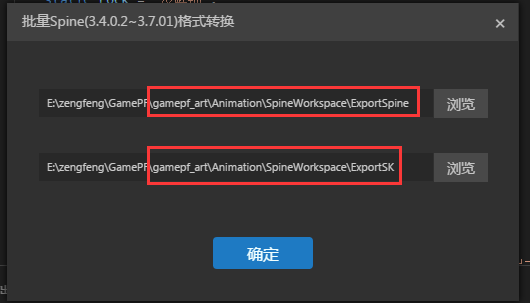 批量Spine(3.4.0.2~3.7.01)格式转换
E:\zengfeng\GamePF\gamepf_art\Animation\SpineWorkspace\ExportSpine 浏览
E:\zengfeng\GamePF\gamepf_art\Animation\SpineWorkspace\ExportSK 浏览
确定